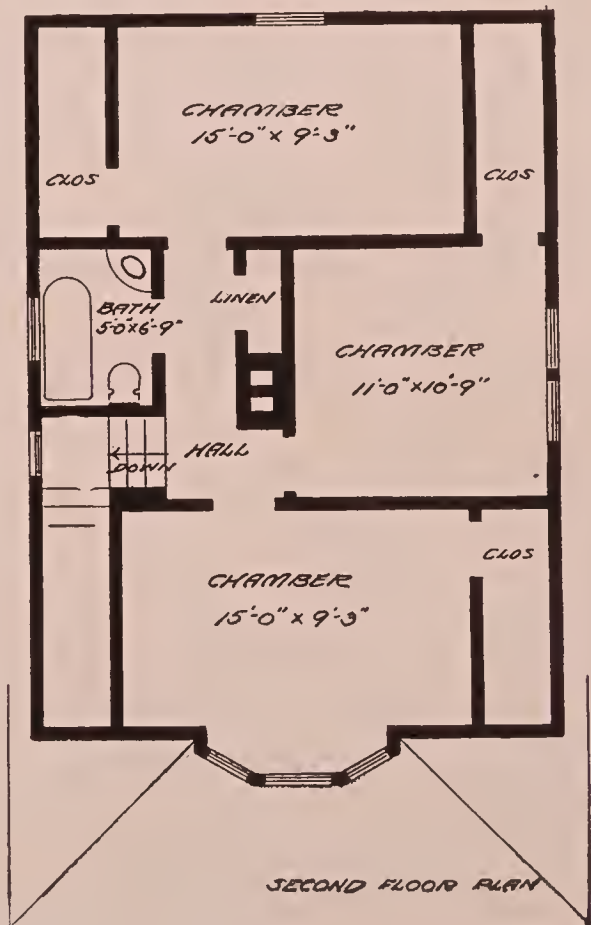 CHAMBER
15'-0" x 9'-3"
CLOS
CLOS
BATH
5'-0"x6'-9"
LINEN
CHAMBER
11'-0"x10'-9"
HALL
DOWN
CLOS
CHAMBER
15'-0" x 9'-3"
SECOND FLOOR PLAN